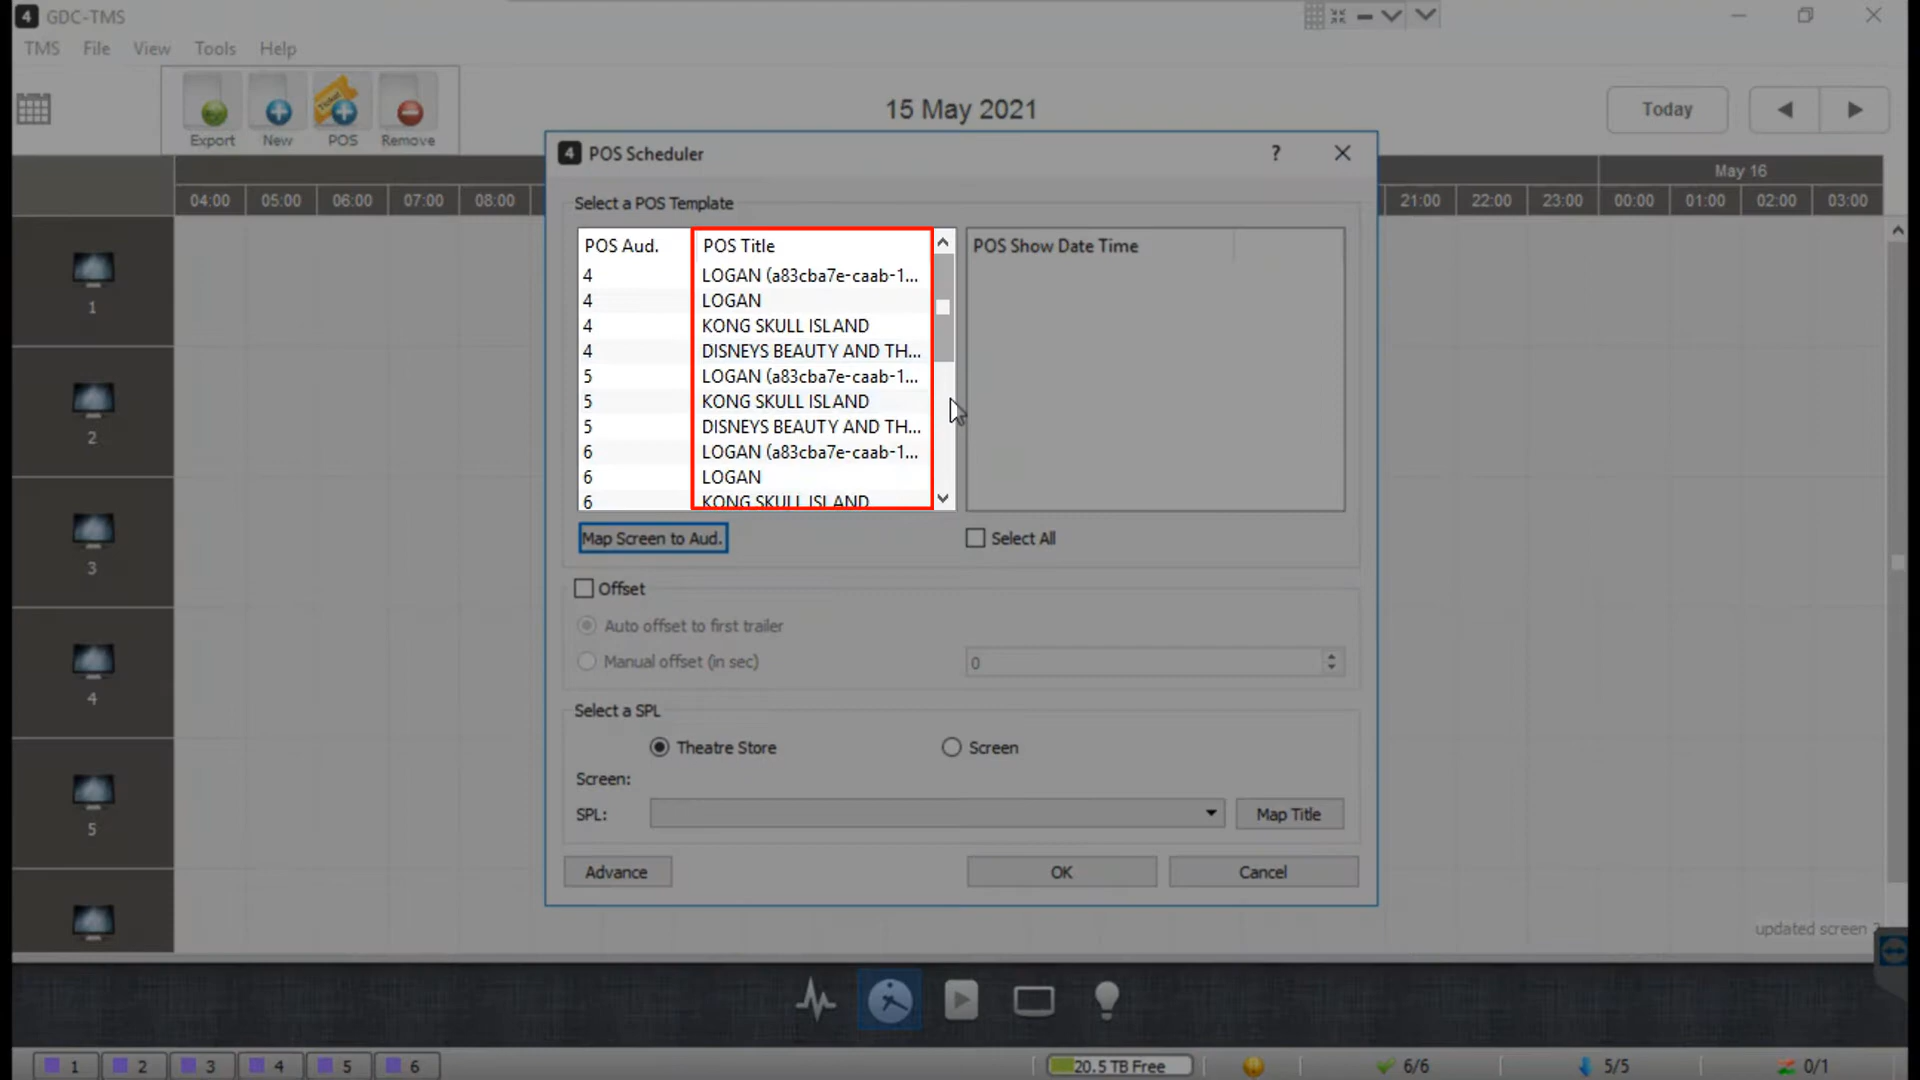 4 GDC-TMS
TMS File View Tools Help
Export New POS Remove
Ticket
15 May 2021
Today
May 16
04:00 05:00 06:00 07:00 08:00 21:00 22:00 23:00 00:00 01:00 02:00 03:00
1
2
3
4
5
4 POS Scheduler ?
Select a POS Template
POS Aud. POS Title
4 LOGAN (a83cba7e-caab-1...
4 LOGAN
4 KONG SKULL ISLAND
4 DISNEYS BEAUTY AND TH...
5 LOGAN (a83cba7e-caab-1...
5 KONG SKULL ISLAND
5 DISNEYS BEAUTY AND TH...
6 LOGAN (a83cba7e-caab-1...
6 LOGAN
6 KONG SKULL ISLAND
POS Show Date Time
Map Screen to Aud.
Select All
Offset
Auto offset to first trailer
Manual offset (in sec) 0
Select a SPL
Theatre Store Screen
Screen:
SPL: Map Title
Advance OK Cancel
updated screen
1 2 3 4 5 6 20.5 TB Free 6/6 5/5 0/1